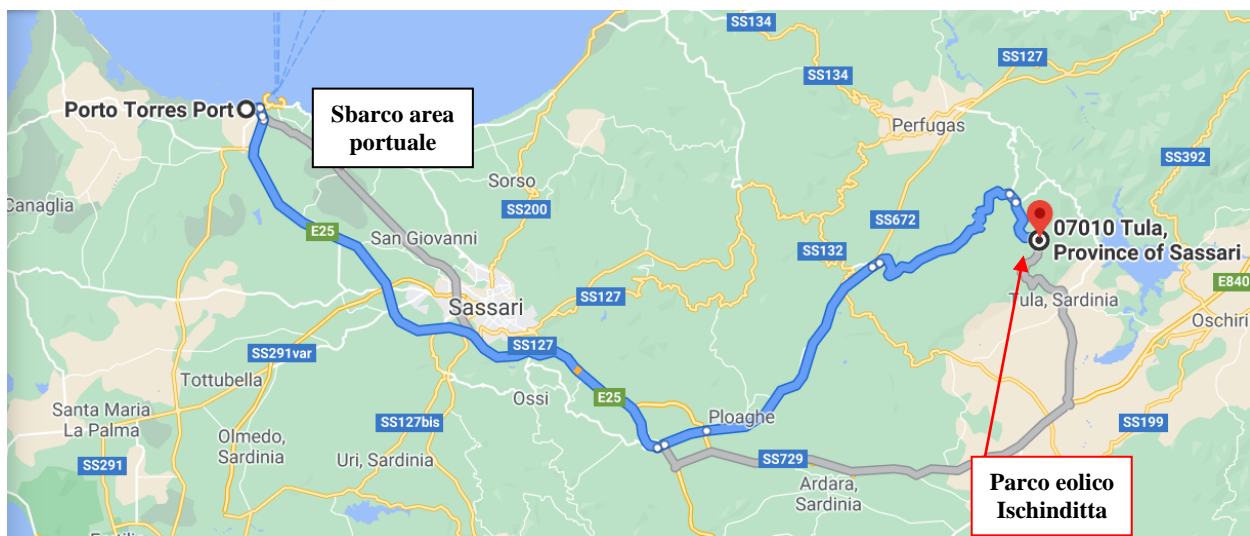 SS134
SS127
SS134
Porto Torres Port
Sbarco area
portuale
Perfugas
SS392
Sorso
Canaglia
SS200
SS672
E25
San Giovanni
07010 Tula,
Province of Sassari
SS132
E840
SS127
Tula, Sardinia
Sassari
Oschiri
SS127
SS291var
Tottubella
Ossi
E25
Santa Maria
La Palma
Ploaghe
SS127bis
SS199
Olmedo,
Sardinia
Uri, Sardinia
SS729
SS291
Ardara,
Sardinia
Parco eolico
Ischinditta